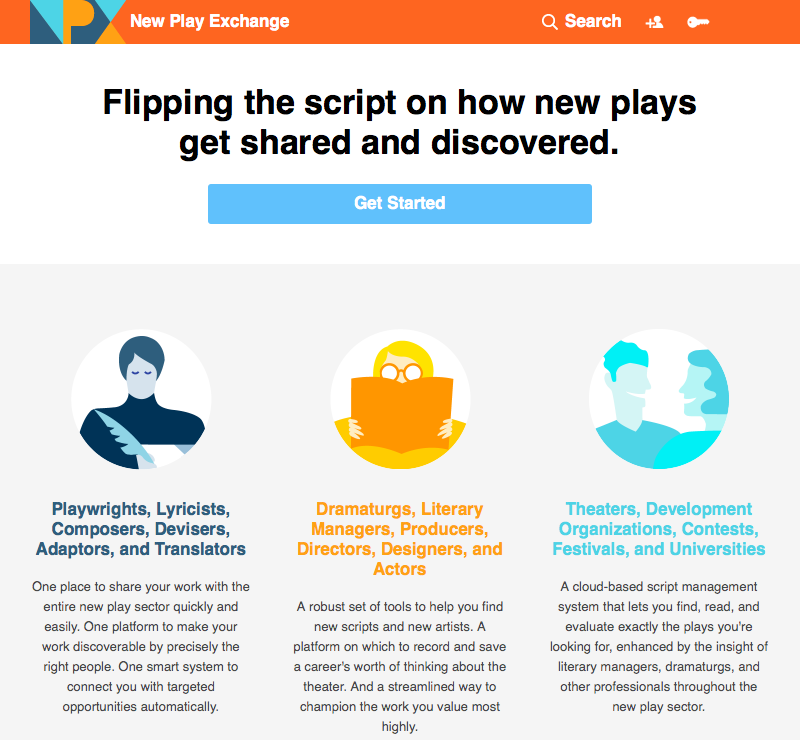 NPX New Play Exchange Search
Flipping the script on how new plays
get shared and discovered.
Get Started
Playwrights, Lyricists,
Composers, Devisers,
Adaptors, and Translators
One place to share your work with the
entire new play sector quickly and
easily. One platform to make your
work discoverable by precisely the
right people. One smart system to
connect you with targeted
opportunities automatically.
Dramaturgs, Literary
Managers, Producers,
Directors, Designers, and
Actors
A robust set of tools to help you find
new scripts and new artists. A
platform on which to record and save
a career's worth of thinking about the
theater. And a streamlined way to
champion the work you value most
highly.
Theaters, Development
Organizations, Contests,
Festivals, and Universities
A cloud-based script management
system that lets you find, read, and
evaluate exactly the plays you're
looking for, enhanced by the insight of
literary managers, dramaturgs, and
other professionals throughout the
new play sector.